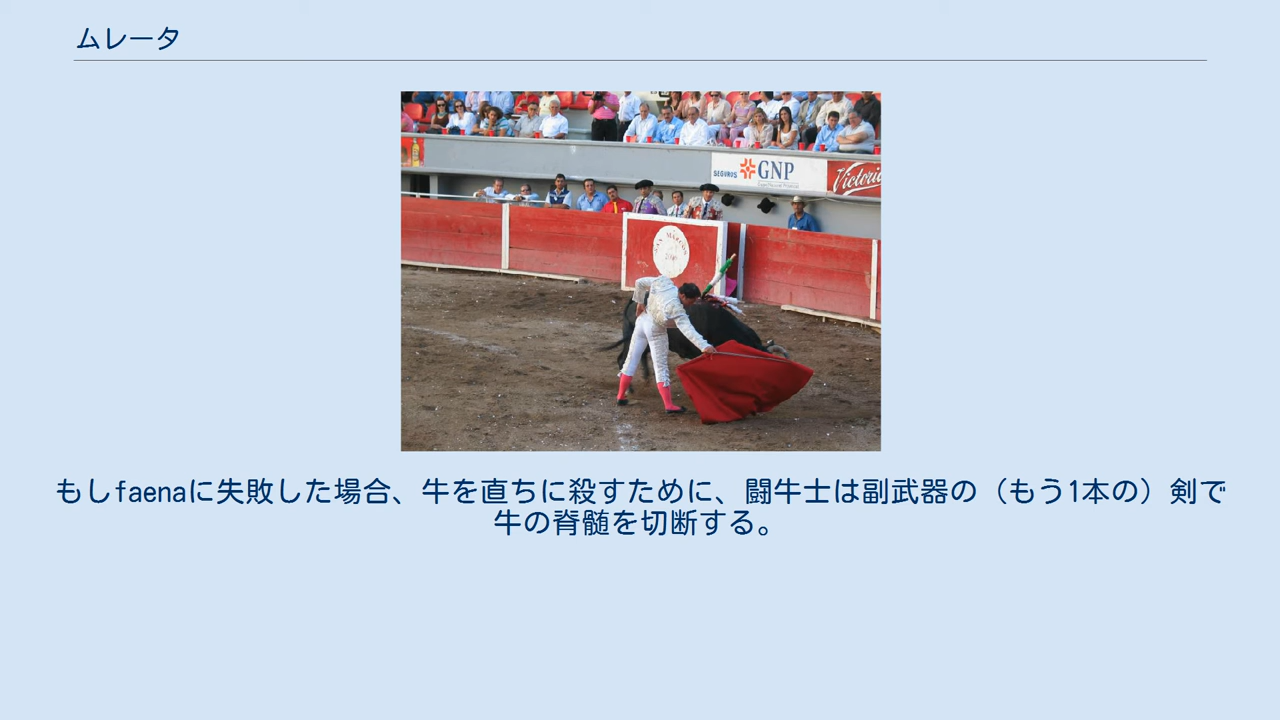 ムレータ
SEGUROS GNP
Victoria
SAN MARCOS
もしfaenaに失敗した場合、牛を直ちに殺すために、闘牛士は副武器の（もう1本の）剣で
牛の脊髄を切断する。